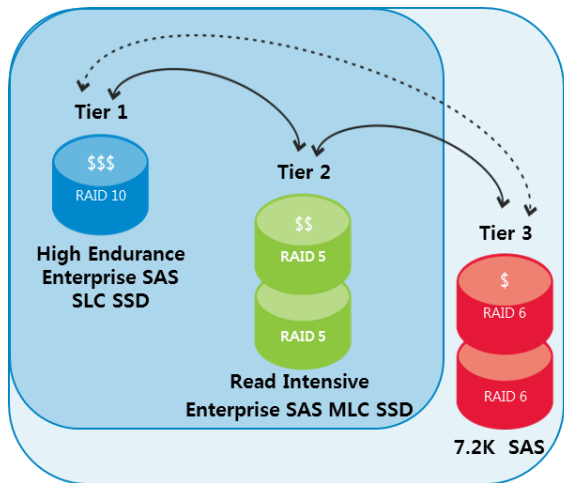 Tier 1
$$$
RAID 10
High Endurance
Enterprise SAS
SLC SSD
Tier 2
$$
RAID 5
RAID 5
Read Intensive
Enterprise SAS MLC SSD
Tier 3
$
RAID 6
RAID 6
7.2K SAS